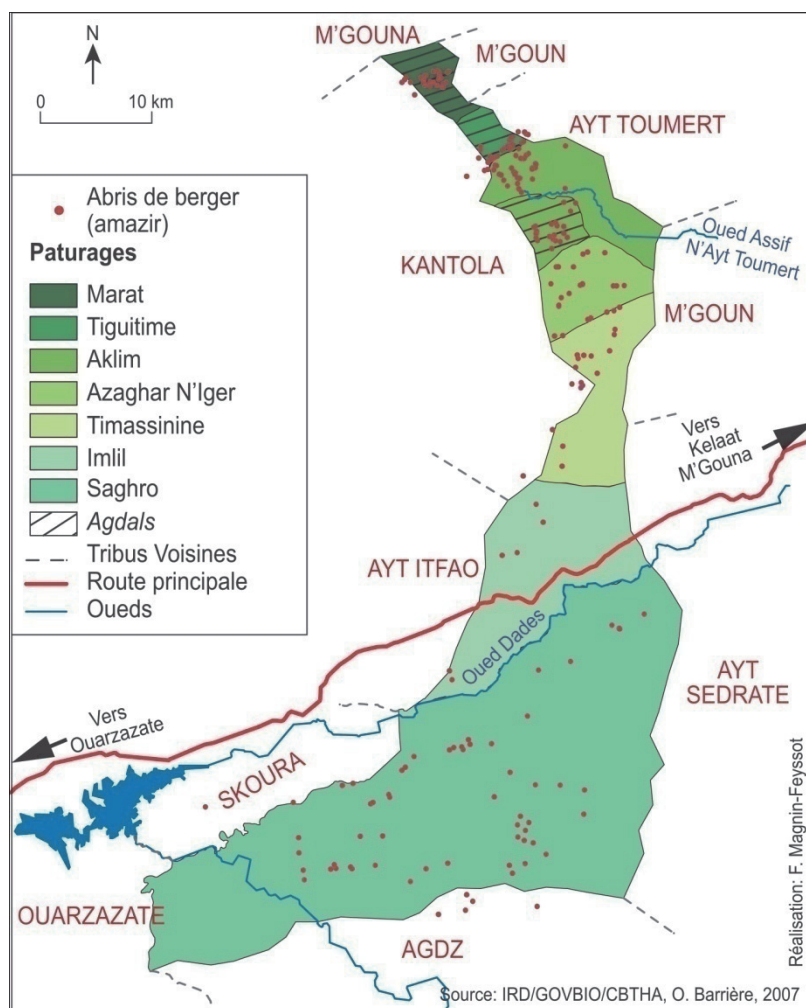 M'GOUNA
M'GOUN
N
0 10 km
AYT TOUMERT
Abris de berger
(amazir)
Paturages
Marat
Tiguitime
Aklim
Azaghar N'Iger
Timassinine
Imlil
Saghro
Agdals
Tribus Voisines
Route principale
Oueds
Oued Assif
N'Ayt Toumert
KANTOLA
M'GOUN
Vers
Kelaat
M'Gouna
AYT ITFAO
Oued Dades
AYT
SEDRATE
Vers
Ouarzazate
SKOURA
OUARZAZATE
AGDZ
Réalisation: F. Magnin-Feyssot
Source: IRD/GOVBIO/CBTHA, O. Barrière, 2007